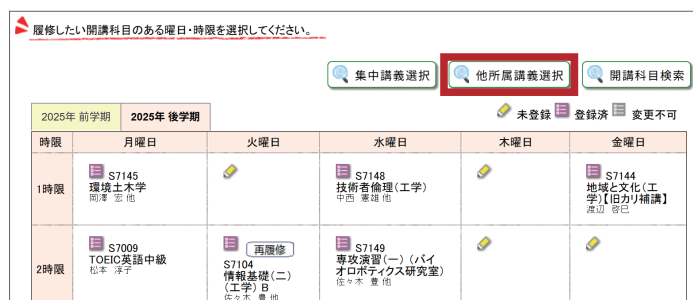 履修したい開講科目のある曜日・時限を選択してください。
集中講義選択 他所属講義選択 開講科目検索
2025年 前学期 2025年 後学期 未登録 登録済 変更不可
時限 月曜日 火曜日 水曜日 木曜日 金曜日
1時限
S7145
環境土木学
岡澤 宏 他
S7148
技術者倫理(工学)
中西 憲雄 他
S7144
地域と文化(工
学)【旧カリ補講】
渡辺 啓巳
2時限
S7009
TOEIC英語中級
松本 淳子
再履修
S7104
情報基礎(二)
(工学) B
佐々木 豊 他
S7149
専攻演習(一) (バイ
オロボティクス研究室)
佐々木 豊 他